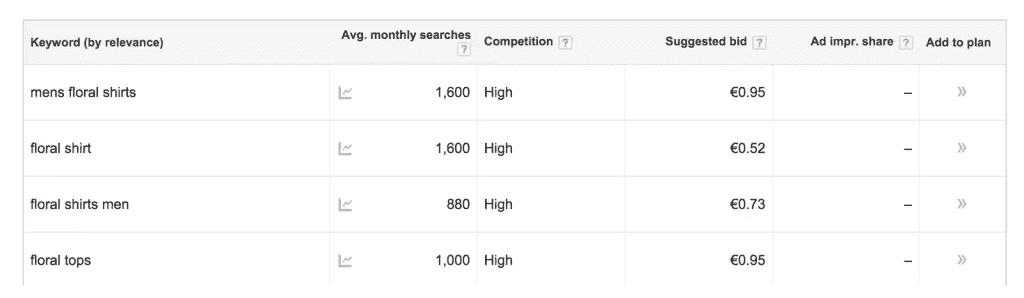 Keyword (by relevance) Avg. monthly searches ? Competition ? Suggested bid ? Ad impr. share ? Add to plan
mens floral shirts 1,600 High €0.95 – »
floral shirt 1,600 High €0.52 – »
floral shirts men 880 High €0.73 – »
floral tops 1,000 High €0.95 – »